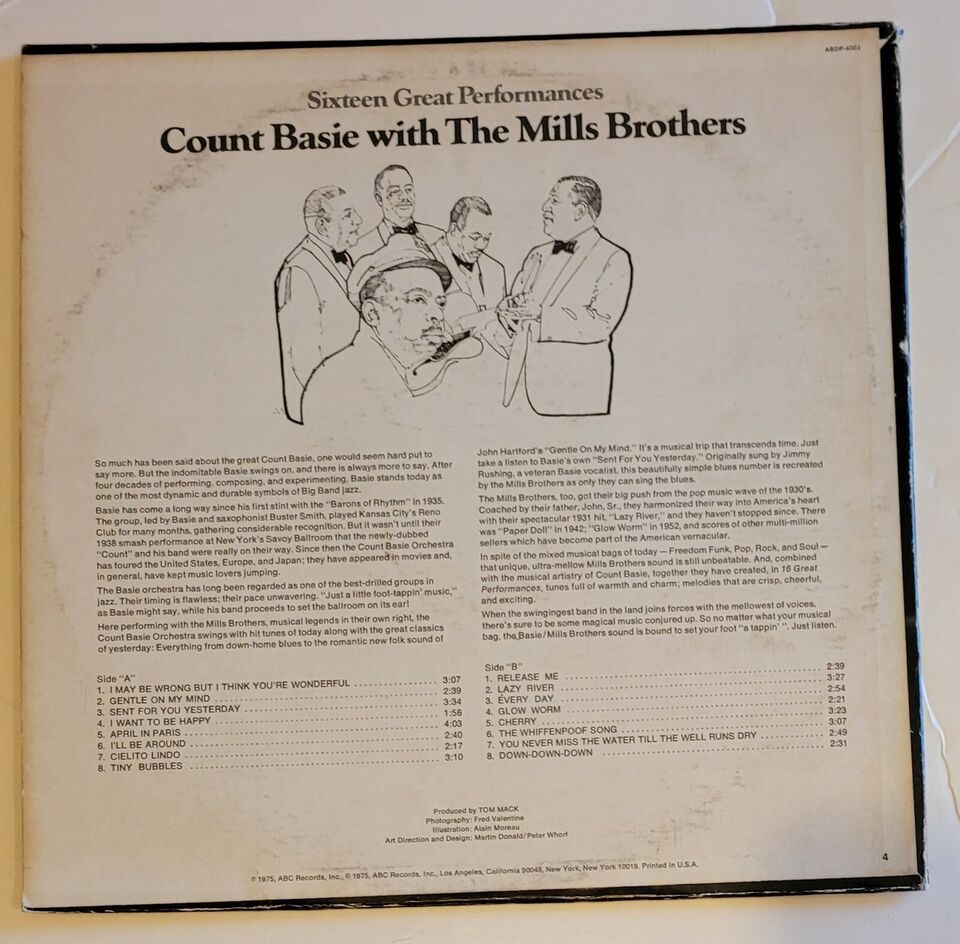 ABDP-4001
Sixteen Great Performances
Count Basie with The Mills Brothers
So much has been said about the great Count Basie, one would seem hard put to
say more. But the indomitable Basie swings on, and there is always more to say. After
four decades of performing, composing, and experimenting, Basie stands today as
one of the most dynamic and durable symbols of Big Band jazz.
Basie has come a long way since his first stint with the "Barons of Rhythm" in 1935.
The group, led by Basie and saxophonist Buster Smith, played Kansas City's Reno
Club for many months, gathering considerable recognition. But it wasn't until their
1938 smash performance at New York's Savoy Ballroom that the newly-dubbed
"Count" and his band were really on their way. Since then the Count Basie Orchestra
has toured the United States, Europe, and Japan; they have appeared in movies and,
in general, have kept music lovers jumping.
The Basie orchestra has long been regarded as one of the best-drilled groups in
jazz. Their timing is flawless; their pace unwavering. "Just a little foot-tappin' music,"
as Basie might say, while his band proceeds to set the ballroom on its ear!
Here performing with the Mills Brothers, musical legends in their own right, the
Count Basie Orchestra swings with hit tunes of today along with the great classics
of yesterday: Everything from down-home blues to the romantic new folk sound of
John Hartford's "Gentle On My Mind." It's a musical trip that transcends time. Just
take a listen to Basie's own "Sent For You Yesterday." Originally sung by Jimmy
Rushing, a veteran Basie vocalist, this beautifully simple blues number is recreated
by the Mills Brothers as only they can sing the blues.
The Mills Brothers, too, got their big push from the pop music wave of the 1930's.
Coached by their father, John, Sr., they harmonized their way into America's heart
with their spectacular 1931 hit, "Lazy River," and they haven't stopped since. There
was "Paper Doll" in 1942; "Glow Worm" in 1952, and scores of other multi-million
sellers which have become part of the American vernacular.
In spite of the mixed musical bags of today — Freedom Funk, Pop, Rock, and Soul —
that unique, ultra-mellow Mills Brothers sound is still unbeatable. And, combined
with the musical artistry of Count Basie, together they have created, in 16 Great
Performances, tunes full of warmth and charm; melodies that are crisp, cheerful,
and exciting.
When the swingingest band in the land joins forces with the mellowest of voices,
there's sure to be some magical music conjured up. So no matter what your musical
bag, the Basie/Mills Brothers sound is bound to set your foot "a tappin' ". Just listen.
Side "A"
1. I MAY BE WRONG BUT I THINK YOU'RE WONDERFUL 3:07
2. GENTLE ON MY MIND 2:39
3. SENT FOR YOU YESTERDAY 3:34
4. I WANT TO BE HAPPY 1:56
5. APRIL IN PARIS 4:03
6. I'LL BE AROUND 2:40
7. CIELITO LINDO 2:17
8. TINY BUBBLES 3:10
Side "B"
1. RELEASE ME 2:39
2. LAZY RIVER 3:27
3. EVERY DAY 2:54
4. GLOW WORM 2:21
5. CHERRY 3:23
6. THE WHIFFENPOOF SONG 3:07
7. YOU NEVER MISS THE WATER TILL THE WELL RUNS DRY 2:49
8. DOWN-DOWN-DOWN 2:31
Produced by TOM MACK
Photography: Fred Valentine
Illustration: Alain Moreau
Art Direction and Design: Martin Donald/Peter Whorf
℗ 1975, ABC Records, Inc., © 1975, ABC Records, Inc., Los Angeles, California 90048, New York, New York 10019. Printed in U.S.A.
4